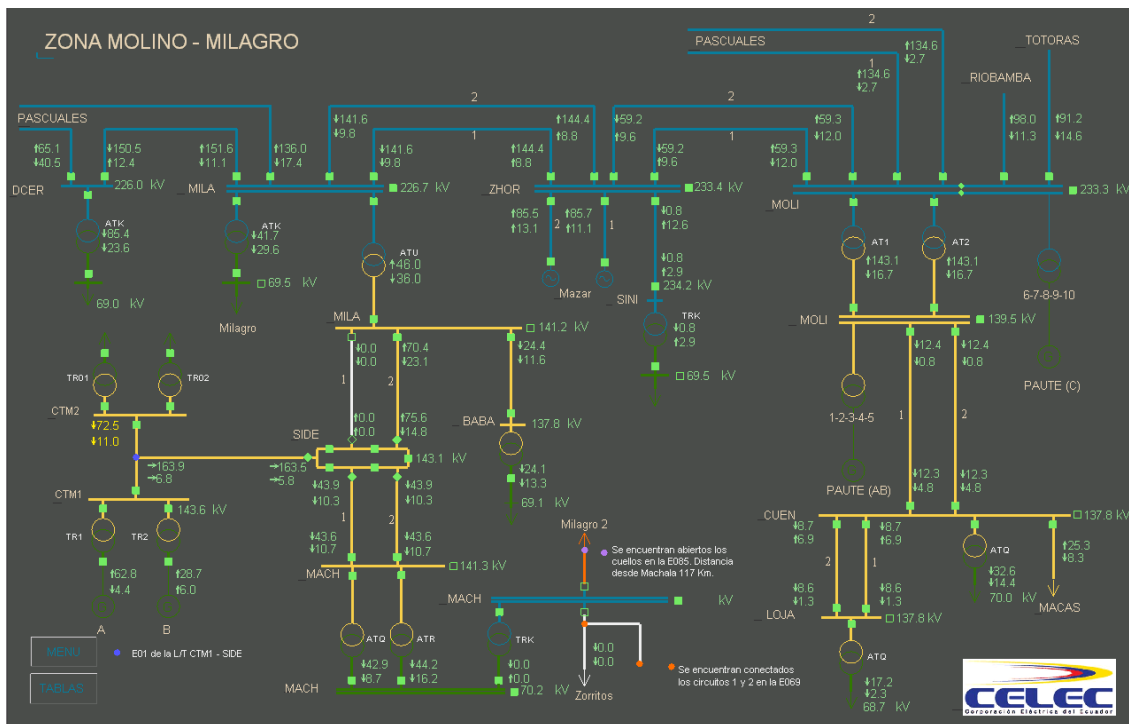 ZONA MOLINO - MILAGRO
2
PASCUALES
TOTORAS
RIOBAMBA
1
↑134.6
↓2.7
↑134.6
↓2.7
2
2
PASCUALES
↓141.6
↓9.8
↑144.4
↑8.8
↓59.2
↑9.6
↑59.3
↓12.0
↑98.0
↓11.3
↑91.2
↓14.6
1
1
↑65.1
↓40.5
↓150.5
↑12.4
↑151.6
↓11.1
↑136.0
↓17.4
↓141.6
↓9.8
↑144.4
↑8.8
↓59.2
↑9.6
↑59.3
↓12.0
DCER
226.0 kV
MILA
226.7 kV
ZHOR
233.4 kV
MOLI
233.3 kV
ATK
↓85.4
↓23.6
ATK
↓41.7
↓29.6
ATU
↑46.0
↓36.0
↑85.5
↑13.1
2
↑85.7
↑11.1
1
↓0.8
↑12.6
↓0.8
↑2.9
234.2 kV
AT1
↑143.1
↓16.7
AT2
↑143.1
↓16.7
69.0 kV
69.5 kV
Milagro
Mazar
SINI
TRK
↓0.8
↑2.9
69.5 kV
6-7-8-9-10
PAUTE (C)
MILA
141.2 kV
MOLI
139.5 kV
↓0.0
↓0.0
1
↑70.4
↓23.1
2
↓24.4
↓11.6
↓12.4
↓0.8
↓12.4
↓0.8
TR01
TR02
CTM2
↓72.5
↓11.0
↑0.0
↑0.0
↑75.6
↓14.8
BABA
137.8 kV
1-2-3-4-5
1
2
SIDE
143.1 kV
→163.9
→6.8
→163.5
→5.8
↓24.1
↓13.3
69.1 kV
PAUTE (AB)
↓12.3
↓4.8
↓12.3
↓4.8
CTM1
143.6 kV
↓43.9
↓10.3
↓43.9
↓10.3
1
2
CUEN
137.8 kV
TR1
TR2
↓43.6
↓10.7
↓43.6
↓10.7
Milagro 2
Se encuentran abiertos los
cuellos en la E085. Distancia
desde Machala 117 Km.
↓8.7
↑6.9
↓8.7
↑6.9
2
1
ATQ
↓32.6
↓14.4
70.0 kV
↑25.3
↓8.3
MACAS
MACH
141.3 kV
↑62.8
↓4.4
↑28.7
↑6.0
A
B
MACH
kV
↓8.6
↓1.3
↓8.6
↓1.3
LOJA
137.8 kV
ATQ
ATR
TRK
↓0.0
↓0.0
MENU
E01 de la L/T CTM1 - SIDE
↓42.9
↓8.7
↓44.2
↓16.2
↓0.0
↑0.0
Se encuentran conectados
los circuitos 1 y 2 en la E069
ATQ
↓17.2
↓2.3
68.7 kV
TABLAS
MACH
70.2 kV
Zorritos
CELEC
Corporación Eléctrica del Ecuador